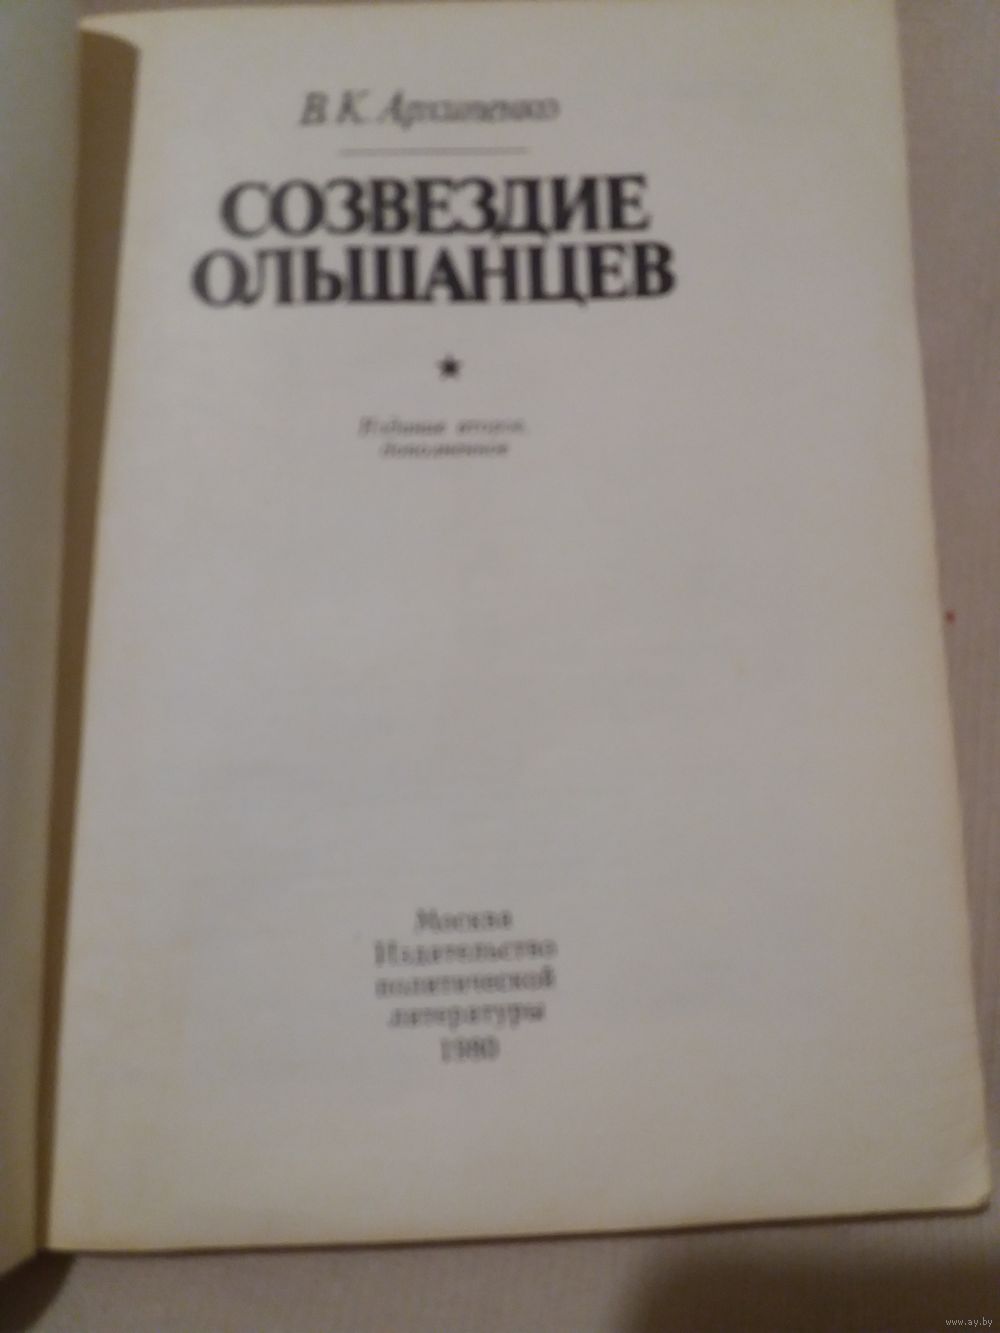 В. К. Архипенко
СОЗВЕЗДИЕ
ОЛЬШАНЦЕВ
Издание второе,
дополненное
Москва
Издательство
политической
литературы
1980
www.ay.by